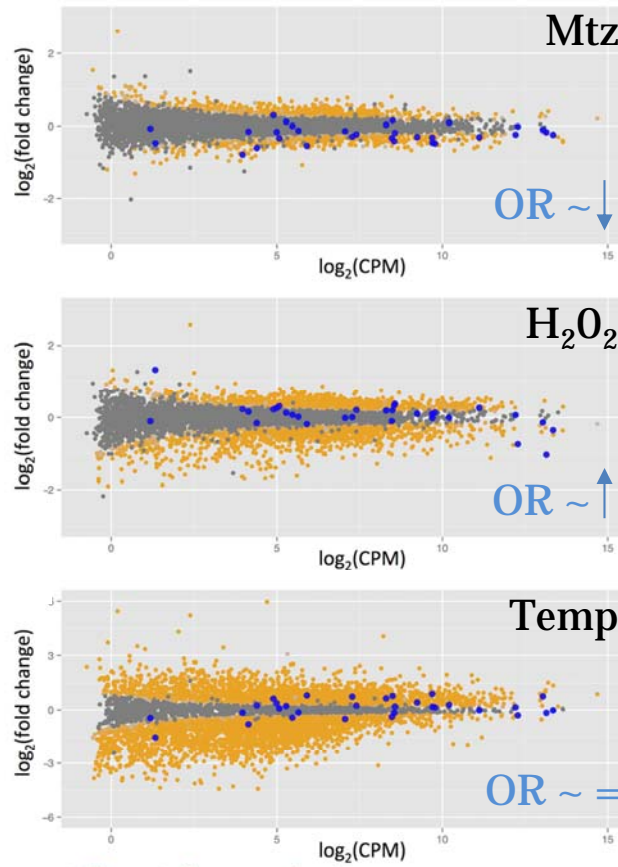 Mtz
log₂(fold change)
2
0
-2
OR ~ ↓
0
5
10
15
log₂(CPM)
H₂0₂
log₂(fold change)
2
0
-2
OR ~ ↑
0
5
10
15
log₂(CPM)
Temp
log₂(fold change)
3
0
-3
-6
OR ~ =
0
5
10
15
log₂(CPM)